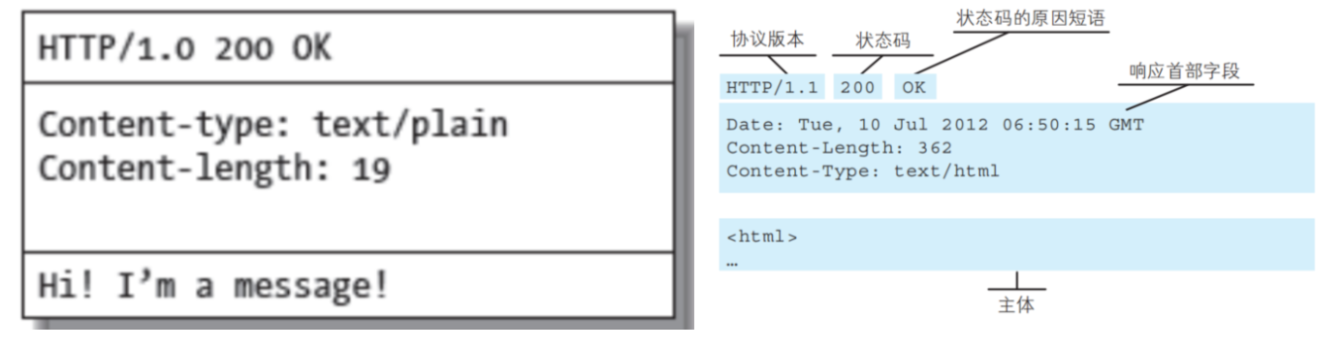 HTTP/1.0 200 OK
Content-type: text/plain
Content-length: 19
Hi! I'm a message!
状态码的原因短语
协议版本 状态码
响应首部字段
HTTP/1.1 200 OK
Date: Tue, 10 Jul 2012 06:50:15 GMT
Content-Length: 362
Content-Type: text/html
<html>
…
主体